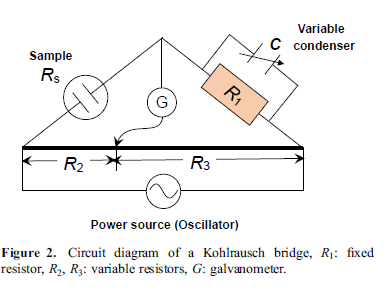 Variable
C condenser
Sample
Rs
G
R1
R2
R3
Power source (Oscillator)
Figure 2. Circuit diagram of a Kohlrausch bridge, R1: fixed
resistor, R2, R3: variable resistors, G: galvanometer.